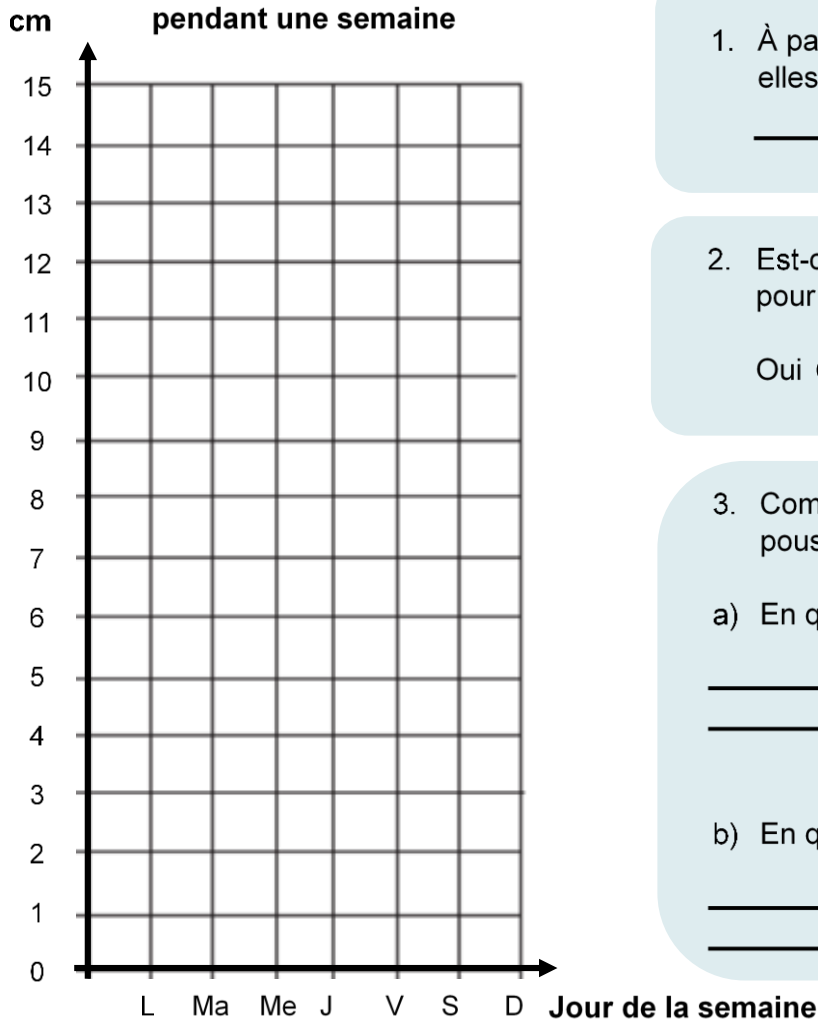 cm
pendant une semaine
15
14
13
12
11
10
9
8
7
6
5
4
3
2
1
0
L Ma Me J V S D Jour de la semaine
1. À pa
elles
2. Est-
pour
Oui
3. Com
pous
a) En q
b) En q